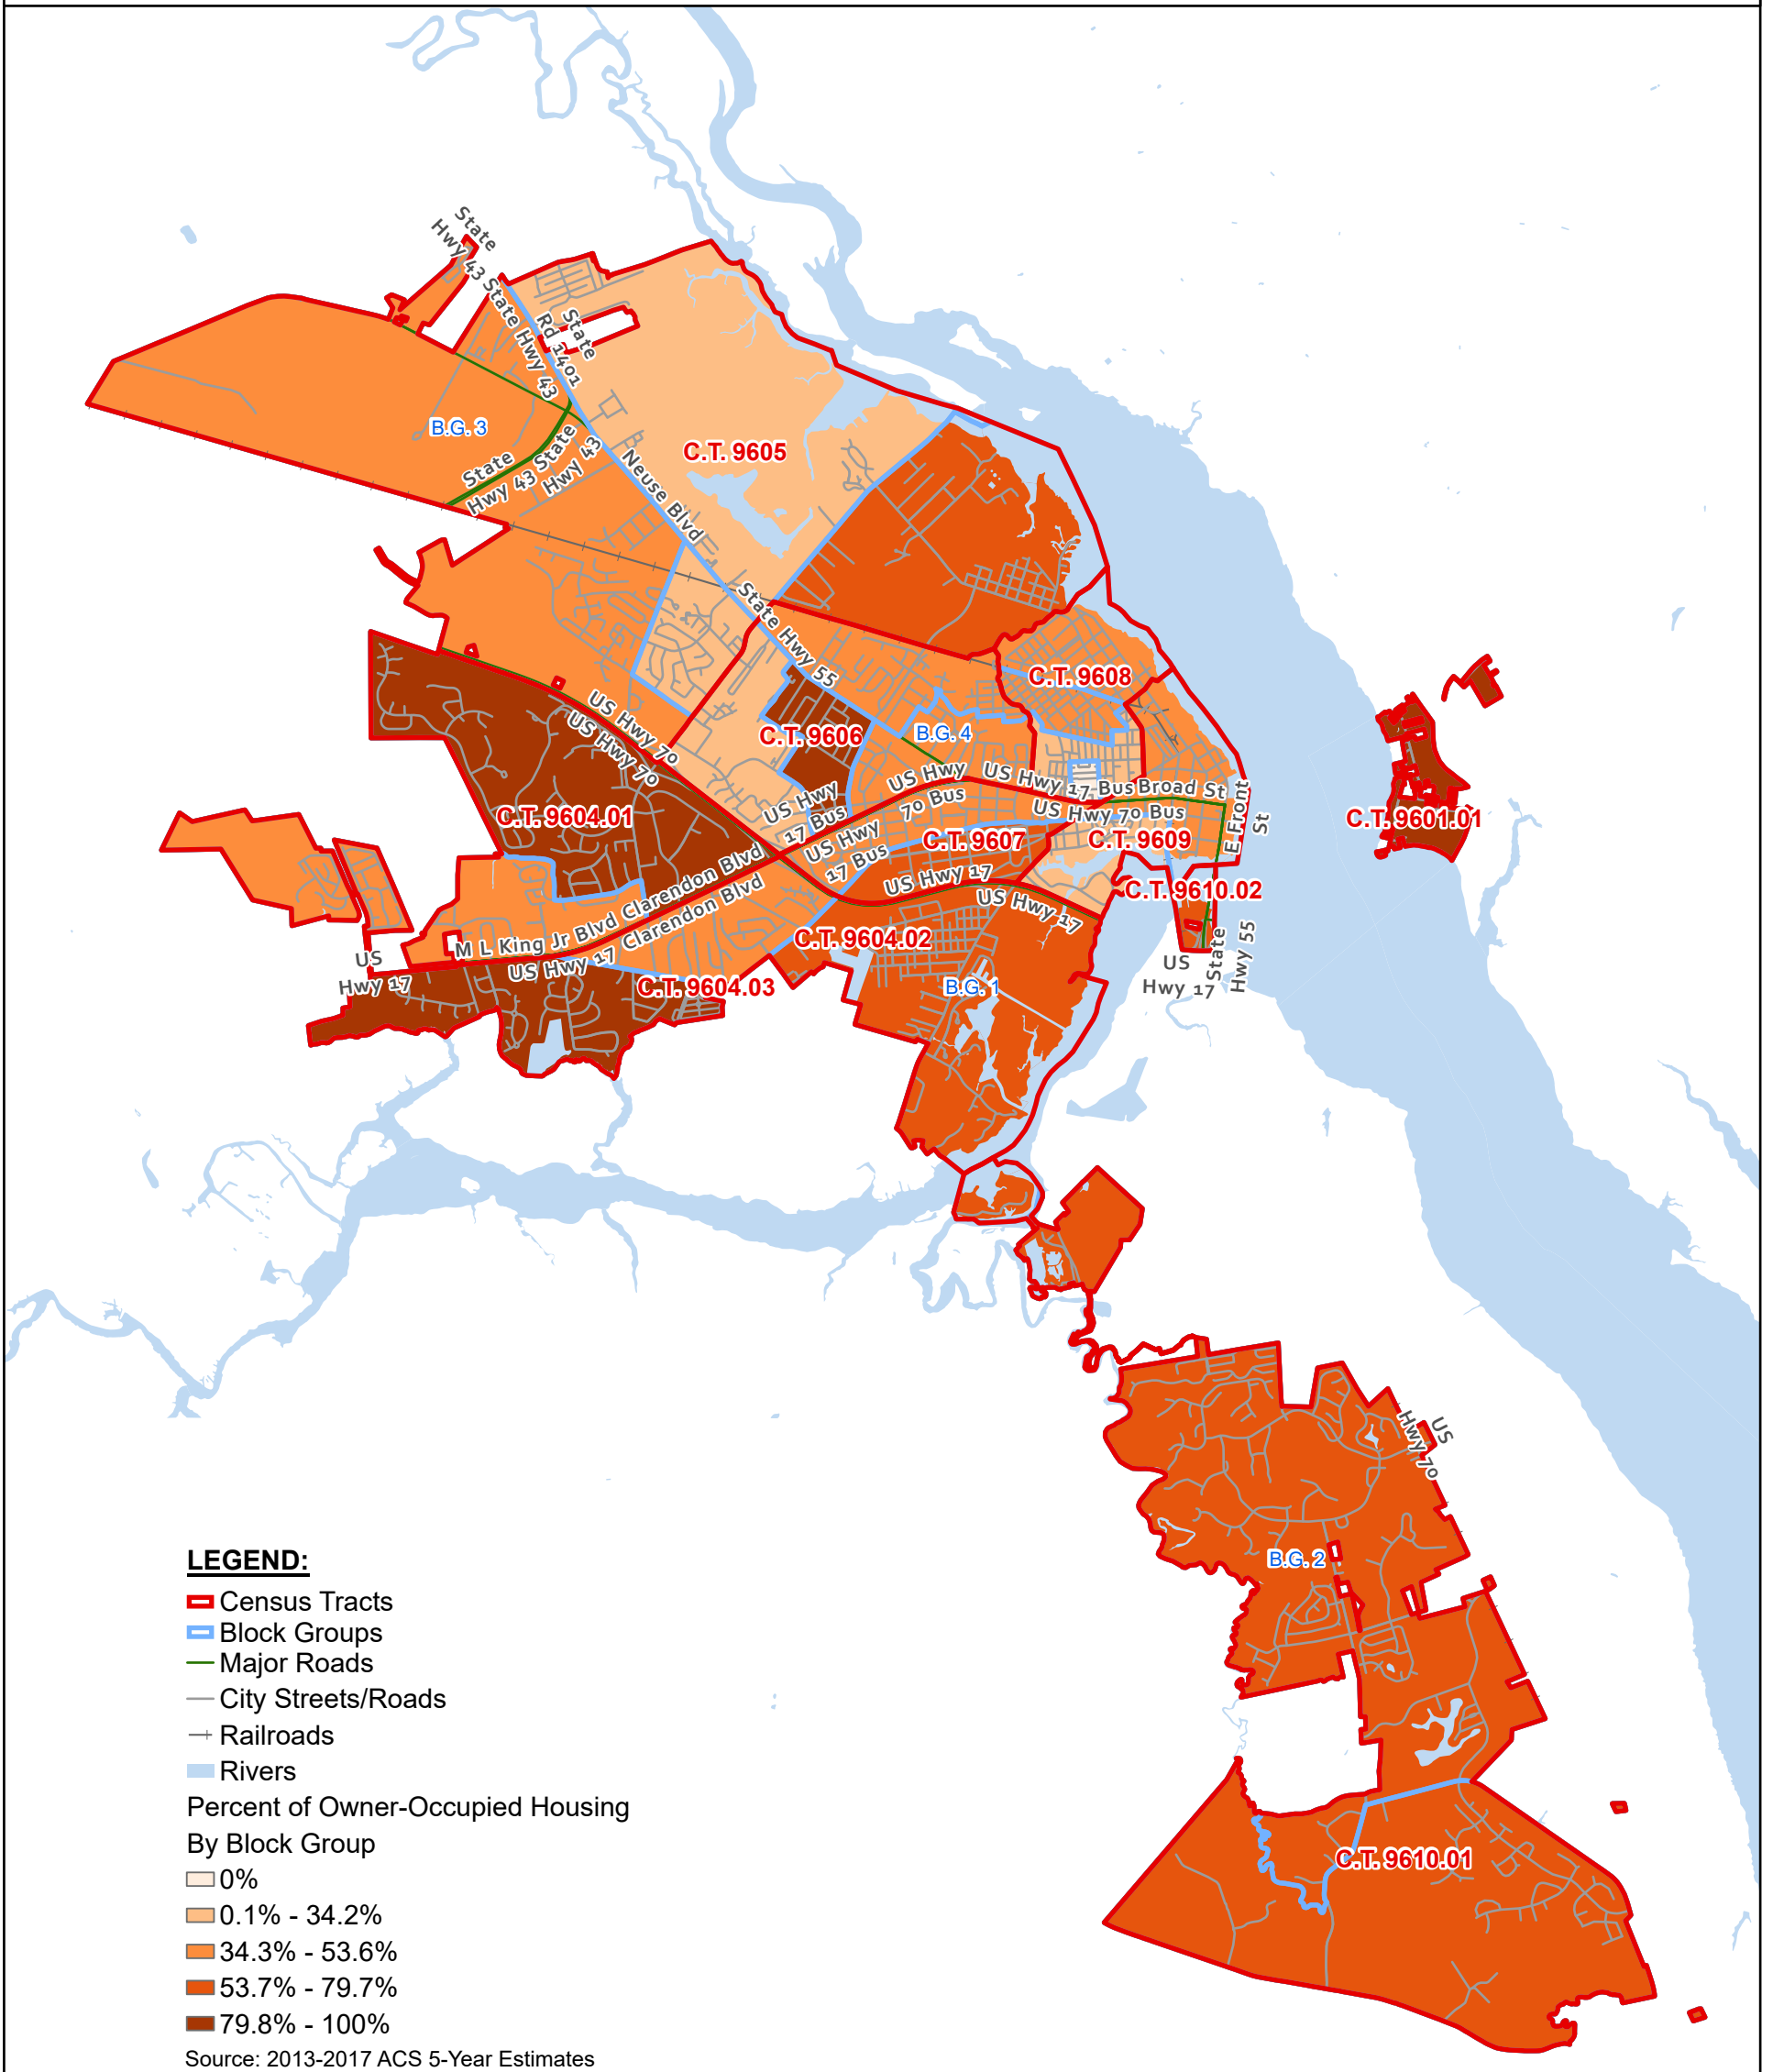 State
Hwy 43
State Hwy 43
State
Rd 1401
B.G. 3
C.T. 9605
State
Hwy 43
State
Hwy 43
Neuse Blvd
State Hwy 55
C.T. 9608
US Hwy 70
US Hwy 70
C.T. 9606
B.G. 4
US Hwy
70 Bus
US Hwy 17 Bus
Broad St
US Hwy 70 Bus
US Hwy
17 Bus
US Hwy
17 Bus
C.T. 9604.01
C.T. 9607
C.T. 9609
E Front
St
C.T. 9601.01
US Hwy 17
US Hwy 17
C.T. 9610.02
M L King Jr Blvd
Clarendon Blvd
Clarendon Blvd
US Hwy 17
C.T. 9604.02
US
Hwy 17
US
Hwy 17
State
Hwy 55
C.T. 9604.03
B.G. 1
US
Hwy 70
B.G. 2
C.T. 9610.01
LEGEND:
Census Tracts
Block Groups
Major Roads
City Streets/Roads
Railroads
Rivers
Percent of Owner-Occupied Housing
By Block Group
0%
0.1% - 34.2%
34.3% - 53.6%
53.7% - 79.7%
79.8% - 100%
Source: 2013-2017 ACS 5-Year Estimates